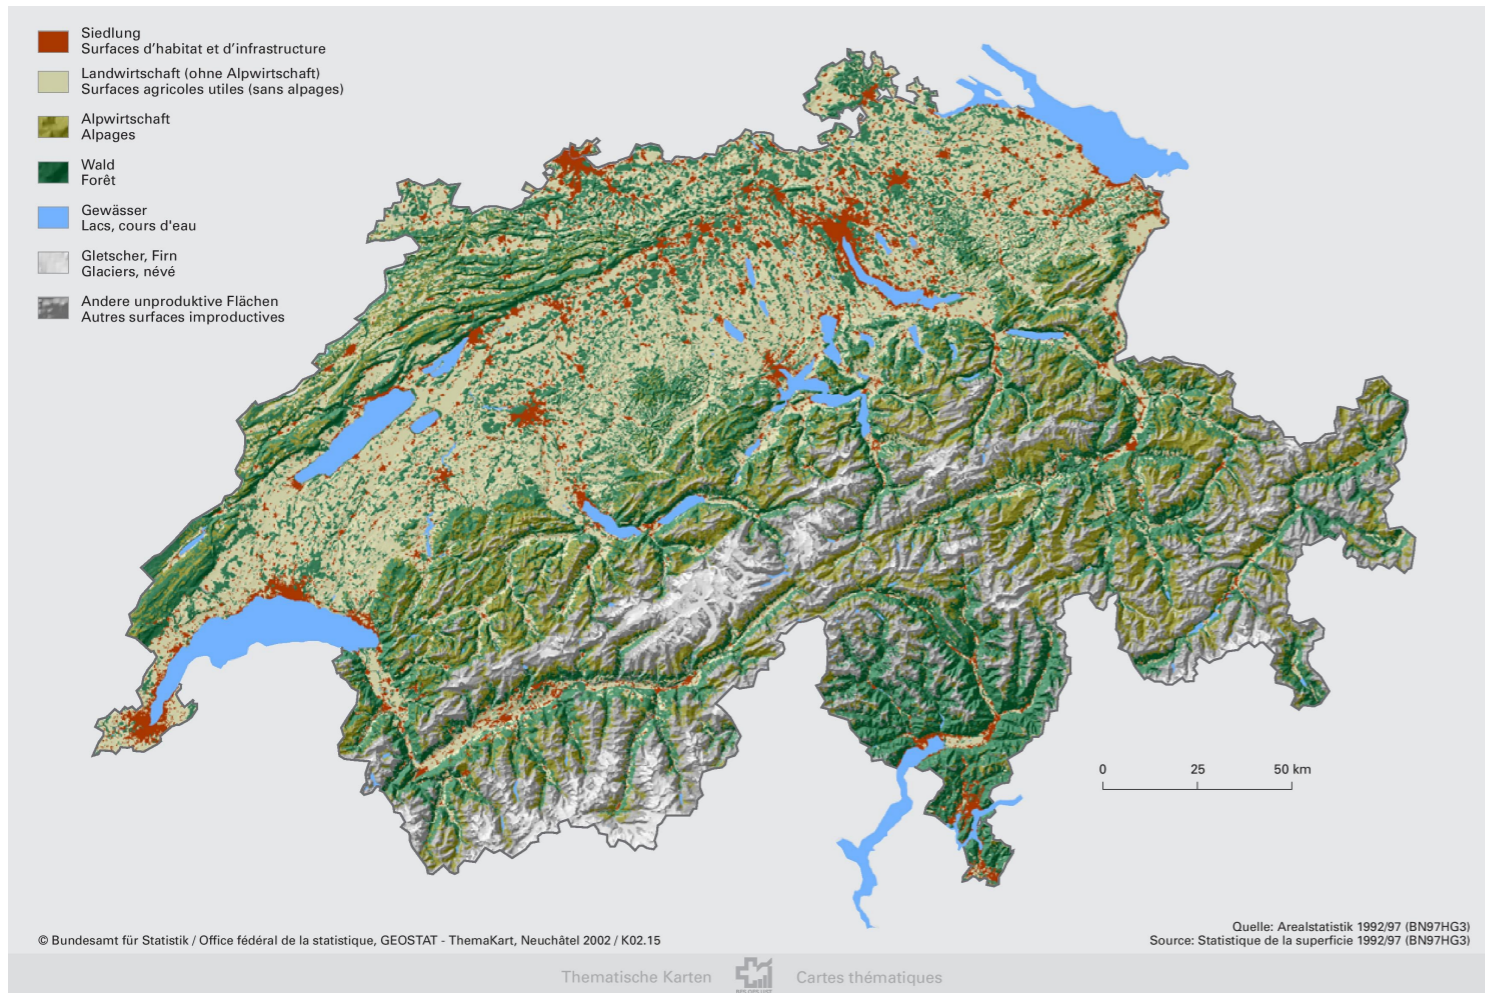 Siedlung
Surfaces d'habitat et d'infrastructure
Landwirtschaft (ohne Alpwirtschaft)
Surfaces agricoles utiles (sans alpages)
Alpwirtschaft
Alpages
Wald
Forêt
Gewässer
Lacs, cours d'eau
Gletscher, Firn
Glaciers, névé
Andere unproduktive Flächen
Autres surfaces improductives
0 25 50 km
© Bundesamt für Statistik / Office fédéral de la statistique, GEOSTAT - ThemaKart, Neuchâtel 2002 / K02.15
Quelle: Arealstatistik 1992/97 (BN97HG3)
Source: Statistique de la superficie 1992/97 (BN97HG3)
Thematische Karten Cartes thématiques